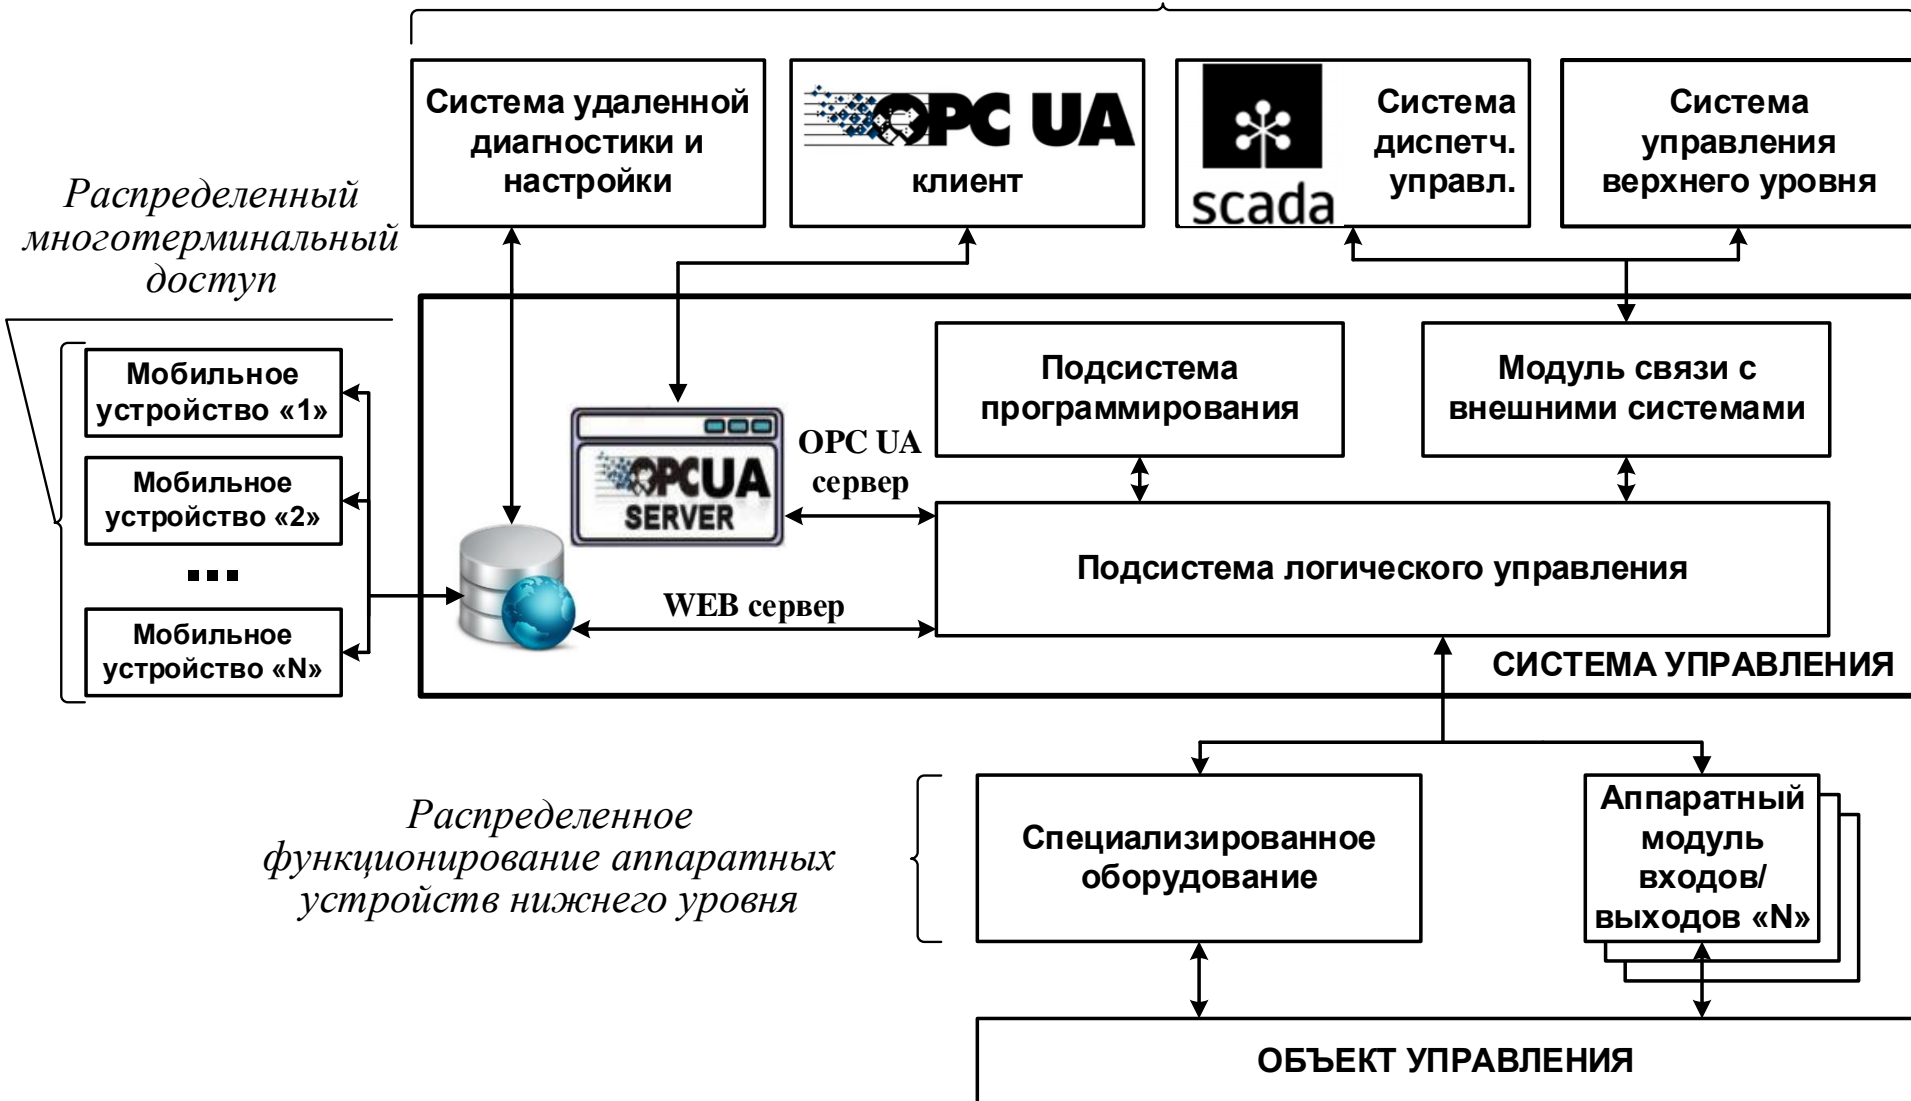 Система удаленной
диагностики и
настройки
OPC UA
клиент
scada
Система
диспетч.
управл.
Система
управления
верхнего уровня
Распределенный
многотерминальный
доступ
Мобильное
устройство «1»
Мобильное
устройство «2»
...
Мобильное
устройство «N»
OPC UA
SERVER
OPC UA
сервер
WEB сервер
Подсистема
программирования
Модуль связи с
внешними системами
Подсистема логического управления
СИСТЕМА УПРАВЛЕНИЯ
Распределенное
функционирование аппаратных
устройств нижнего уровня
Специализированное
оборудование
Аппаратный
модуль
входов/
выходов «N»
ОБЪЕКТ УПРАВЛЕНИЯ